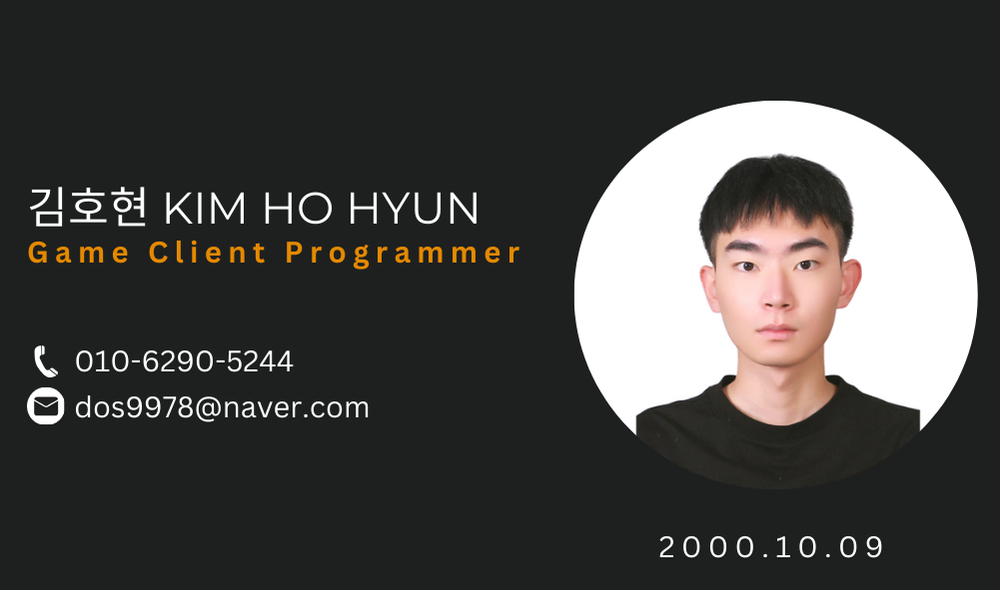 김호현 KIM HO HYUN
Game Client Programmer
010-6290-5244
dos9978@naver.com
2000.10.09